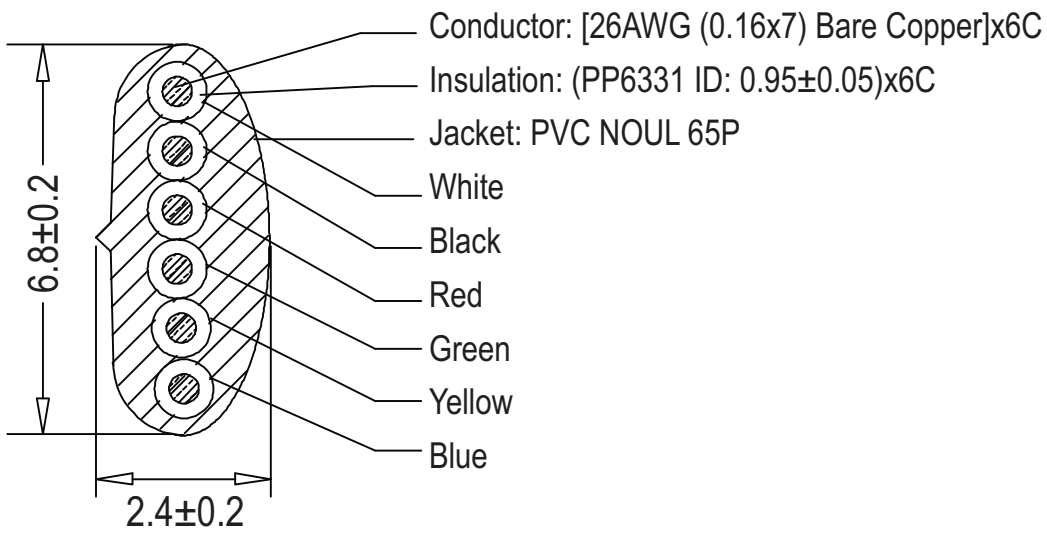 Conductor: [26AWG (0.16x7) Bare Copper]x6C
Insulation: (PP6331 ID: 0.95±0.05)x6C
Jacket: PVC NOUL 65P
White
Black
Red
Green
Yellow
Blue
6.8±0.2
2.4±0.2